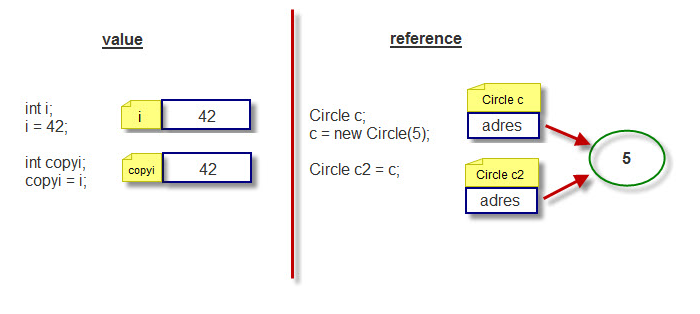 value
int i;
i = 42;
i
42
int copyi;
copyi = i;
copyi
42
reference
Circle c;
c = new Circle(5);
Circle c
adres
Circle c2 = c;
Circle c2
adres
5